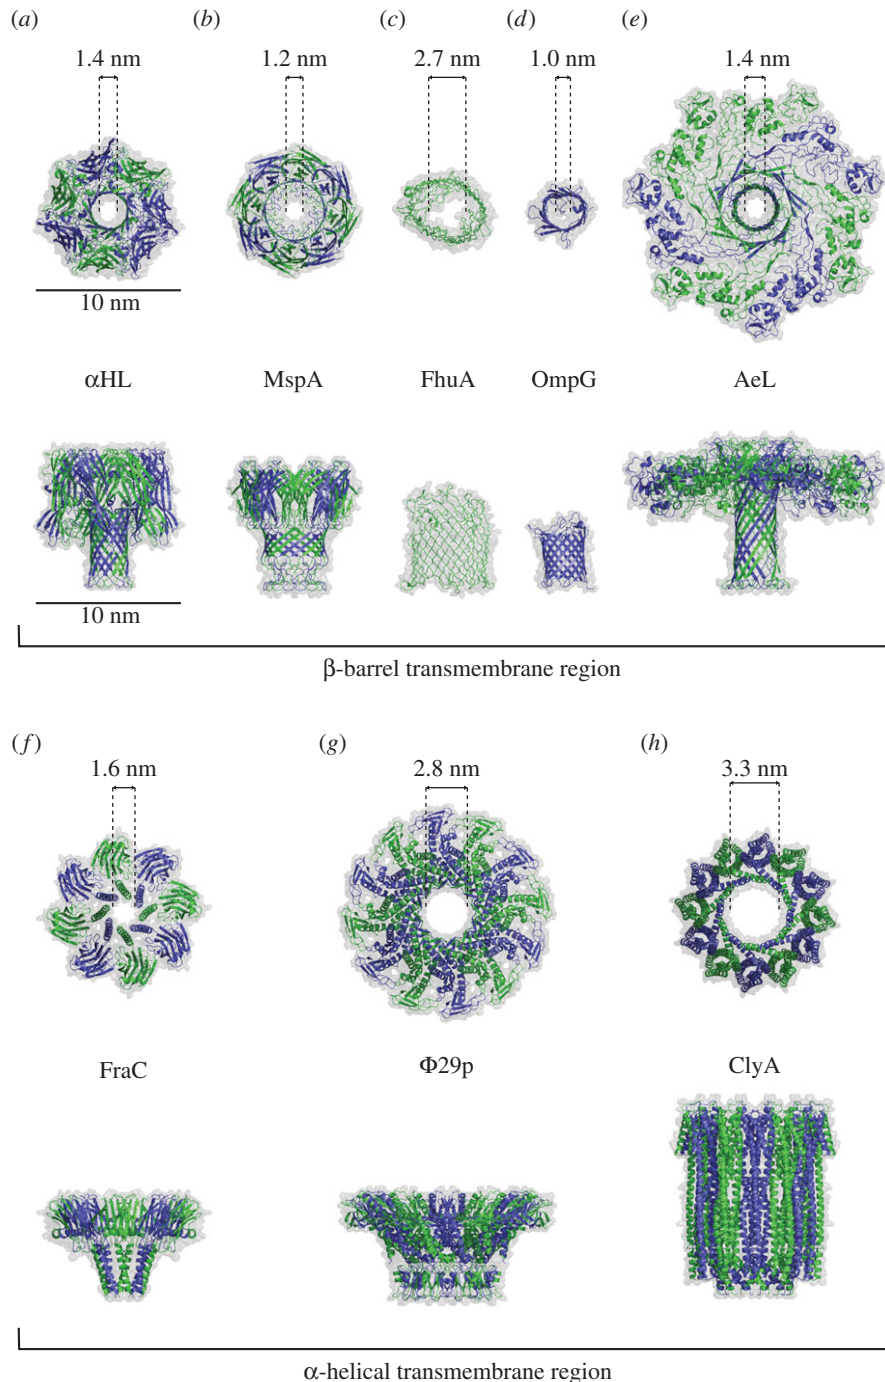 (a) (b) (c) (d) (e)
1.4 nm 1.2 nm 2.7 nm 1.0 nm 1.4 nm
10 nm
αHL MspA FhuA OmpG AeL
10 nm
β-barrel transmembrane region
(f) (g) (h)
1.6 nm 2.8 nm 3.3 nm
FraC Φ29p ClyA
α-helical transmembrane region